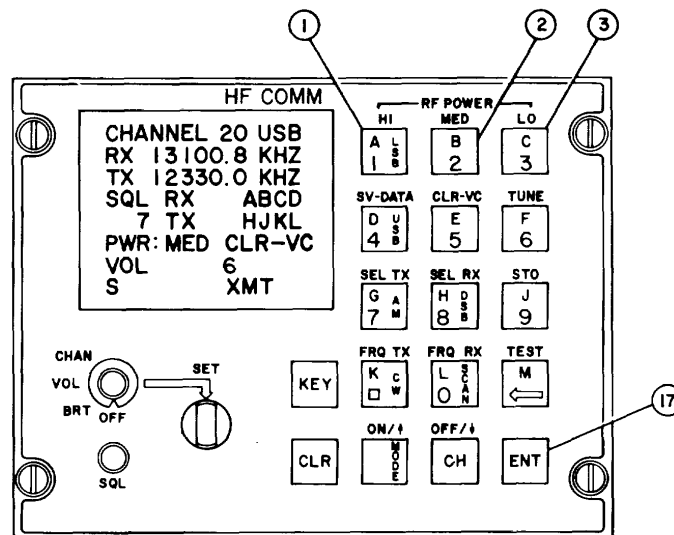 1
2
3
HF COMM
RF POWER
HI MED LO
CHANNEL 20 USB
RX 13100.8 KHZ
TX 12330.0 KHZ
SQL RX ABCD
7 TX HJKL
PWR: MED CLR-VC
VOL 6
S XMT
A LSB 1
B 2
C 3
SV-DATA CLR-VC TUNE
D USB 4
E 5
F 6
SEL TX SEL RX STO
G AM 7
H DSB 8
J 9
FRQ TX FRQ RX TEST
KEY
K CW
L SCAN 0
M
ON/↑ OFF/↓
CLR
MODE
CH
ENT
17
CHAN
VOL
BRT OFF
SET
SQL